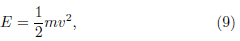 E = \frac{1}{2}mv^2, (9)